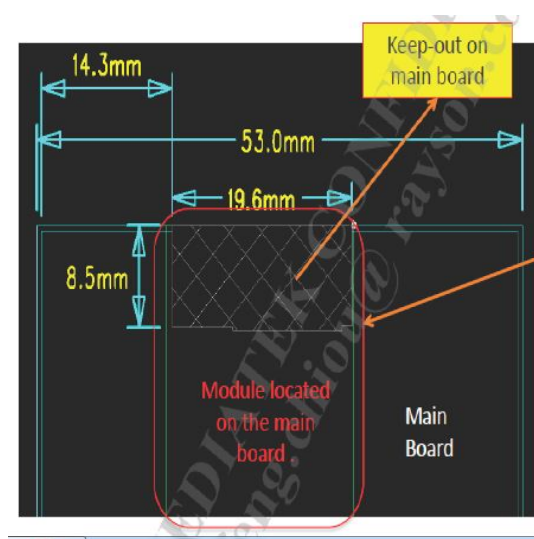 Keep-out on
main board
14.3mm
53.0mm
19.6mm
8.5mm
Module located
on the main
board .
Main
Board